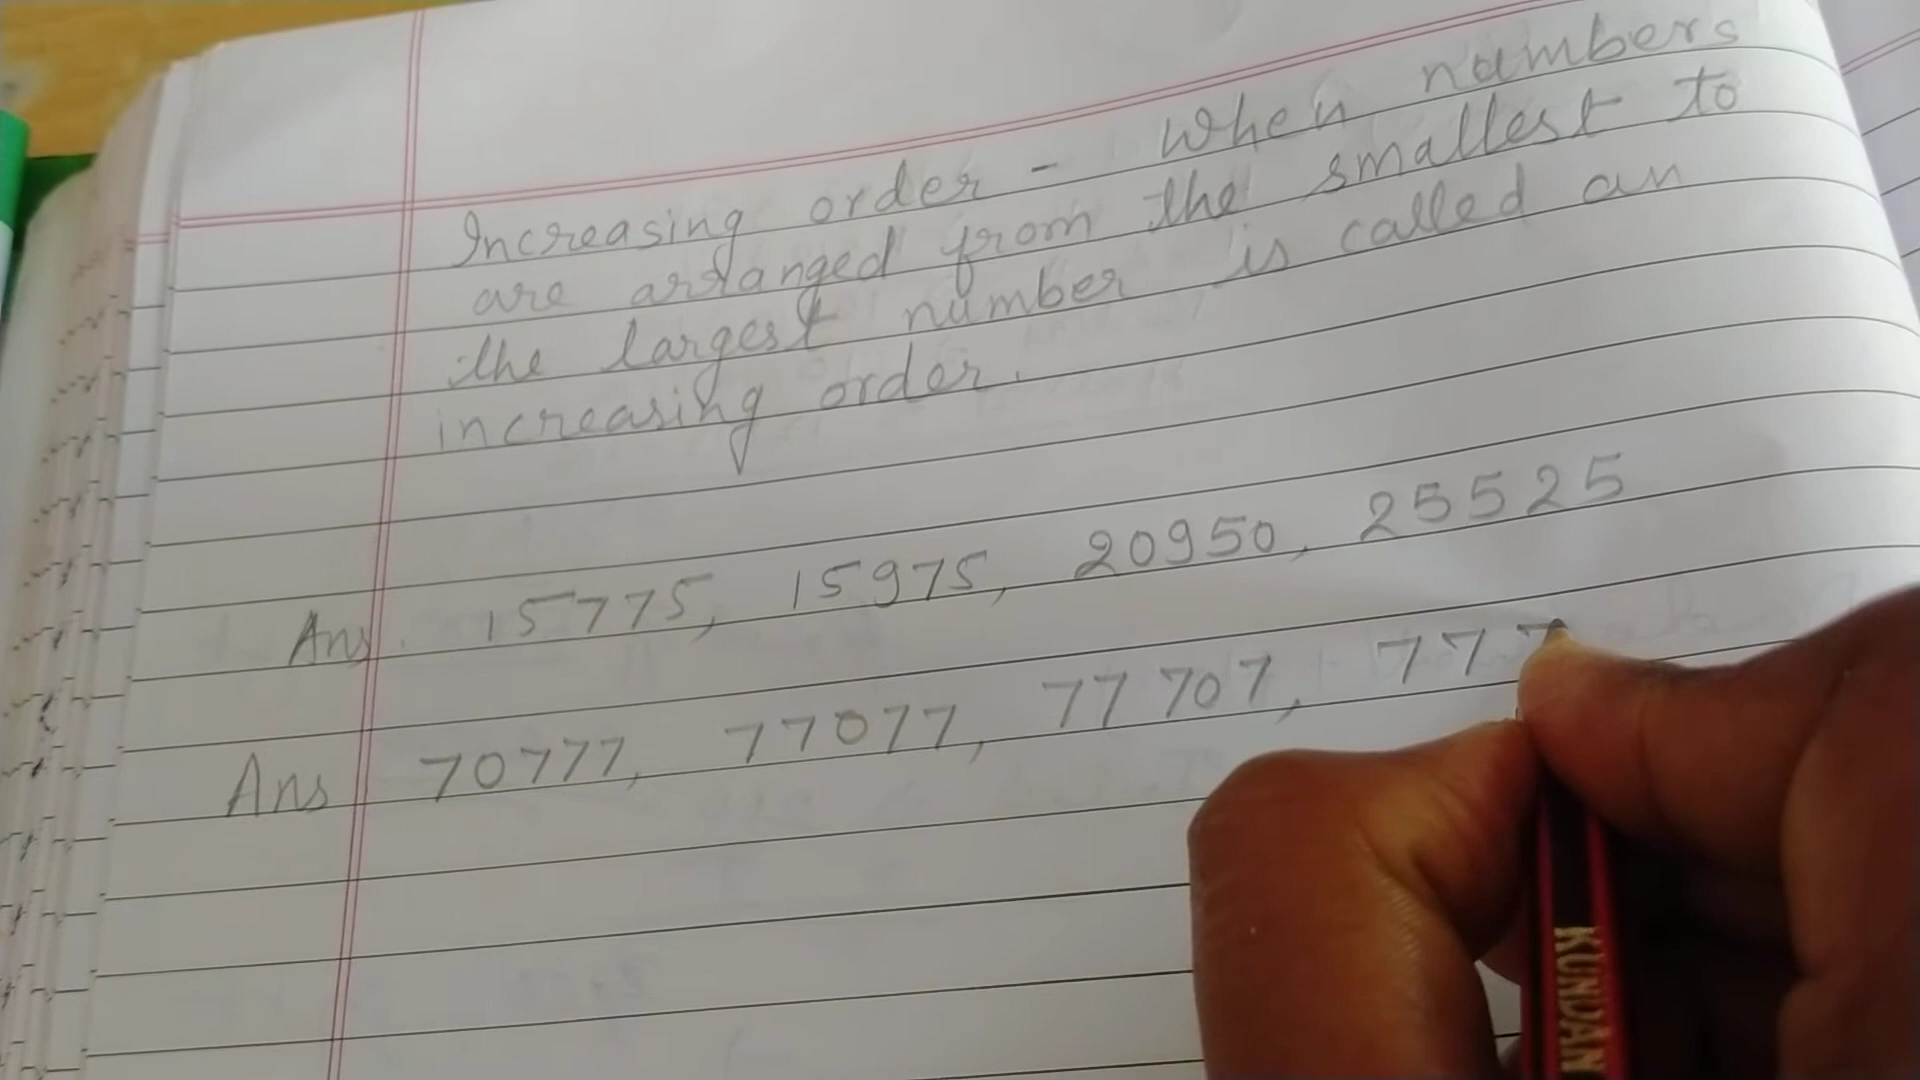 Increasing order - When numbers
are arranged from the smallest to
the largest number is called an
increasing order.
Ans. 15775, 15975, 20950, 25525
Ans 70777, 77077, 77707, 777
KUNDAN